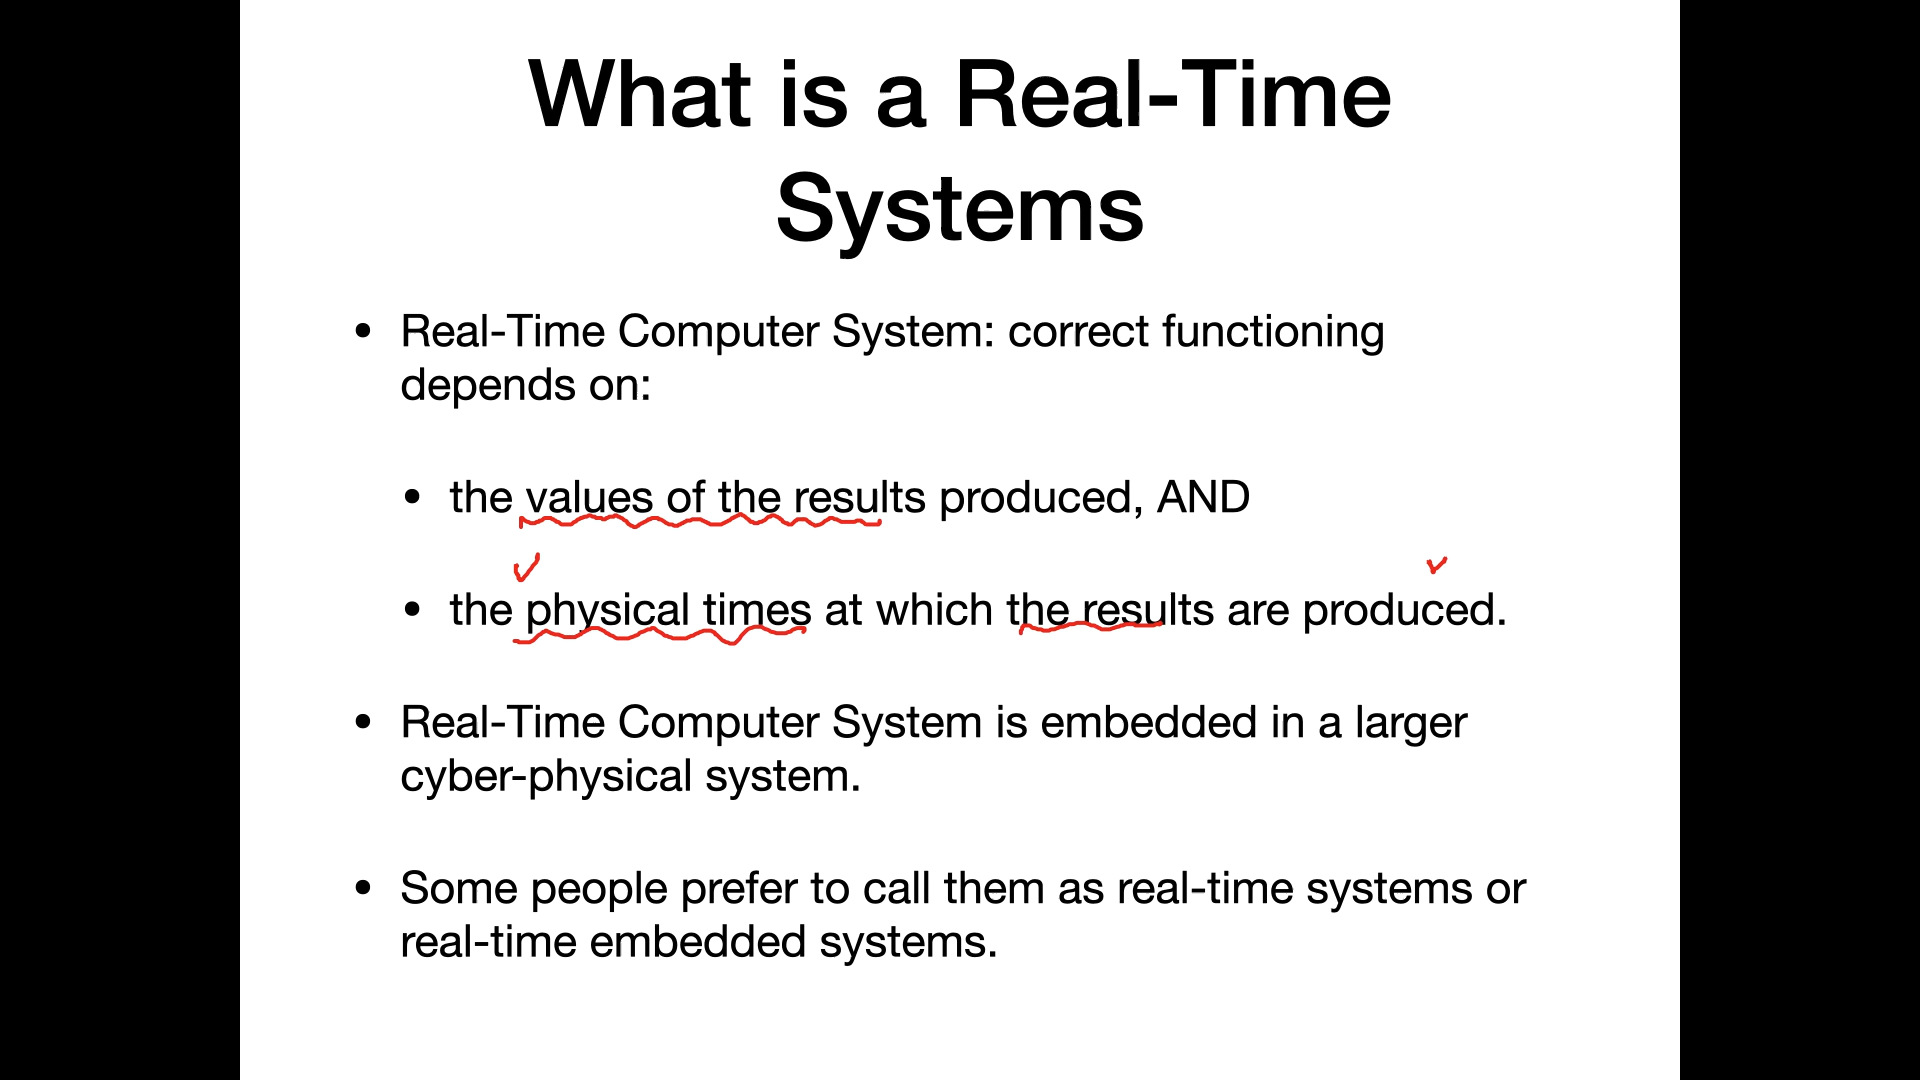 What is a Real-Time
Systems
• Real-Time Computer System: correct functioning
depends on:
• the values of the results produced, AND
• the physical times at which the results are produced.
• Real-Time Computer System is embedded in a larger
cyber-physical system.
• Some people prefer to call them as real-time systems or
real-time embedded systems.